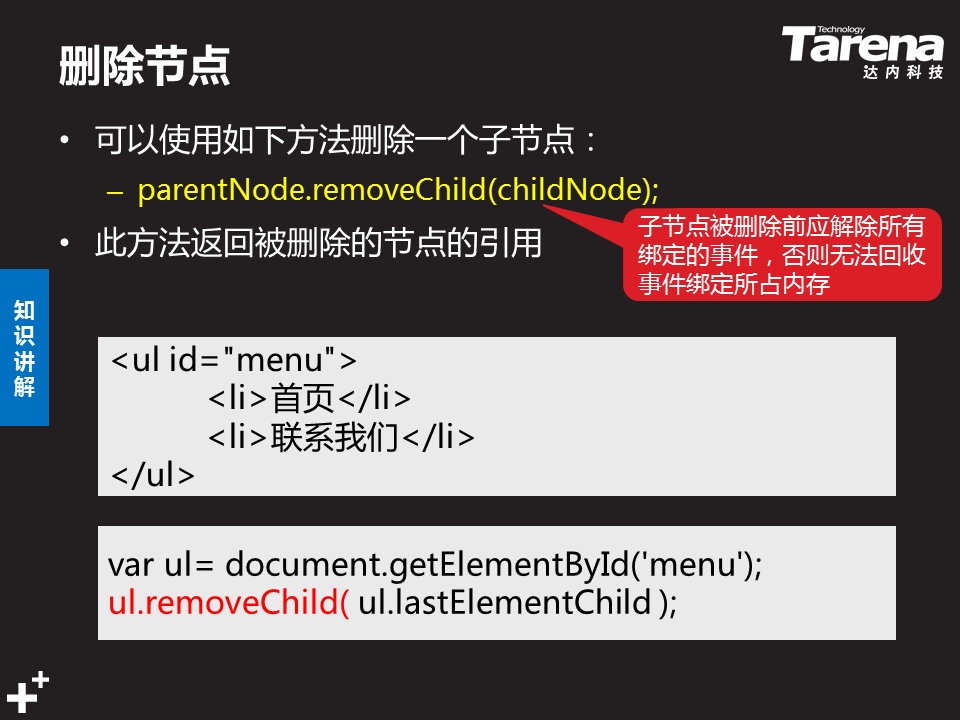 删除节点
Technology
Tarena
达内科技
• 可以使用如下方法删除一个子节点：
– parentNode.removeChild(childNode);
子节点被删除前应解除所有
绑定的事件，否则无法回收
事件绑定所占内存
• 此方法返回被删除的节点的引用
知
识
讲
解
<ul id="menu">
<li>首页</li>
<li>联系我们</li>
</ul>
var ul= document.getElementById('menu');
ul.removeChild( ul.lastElementChild );